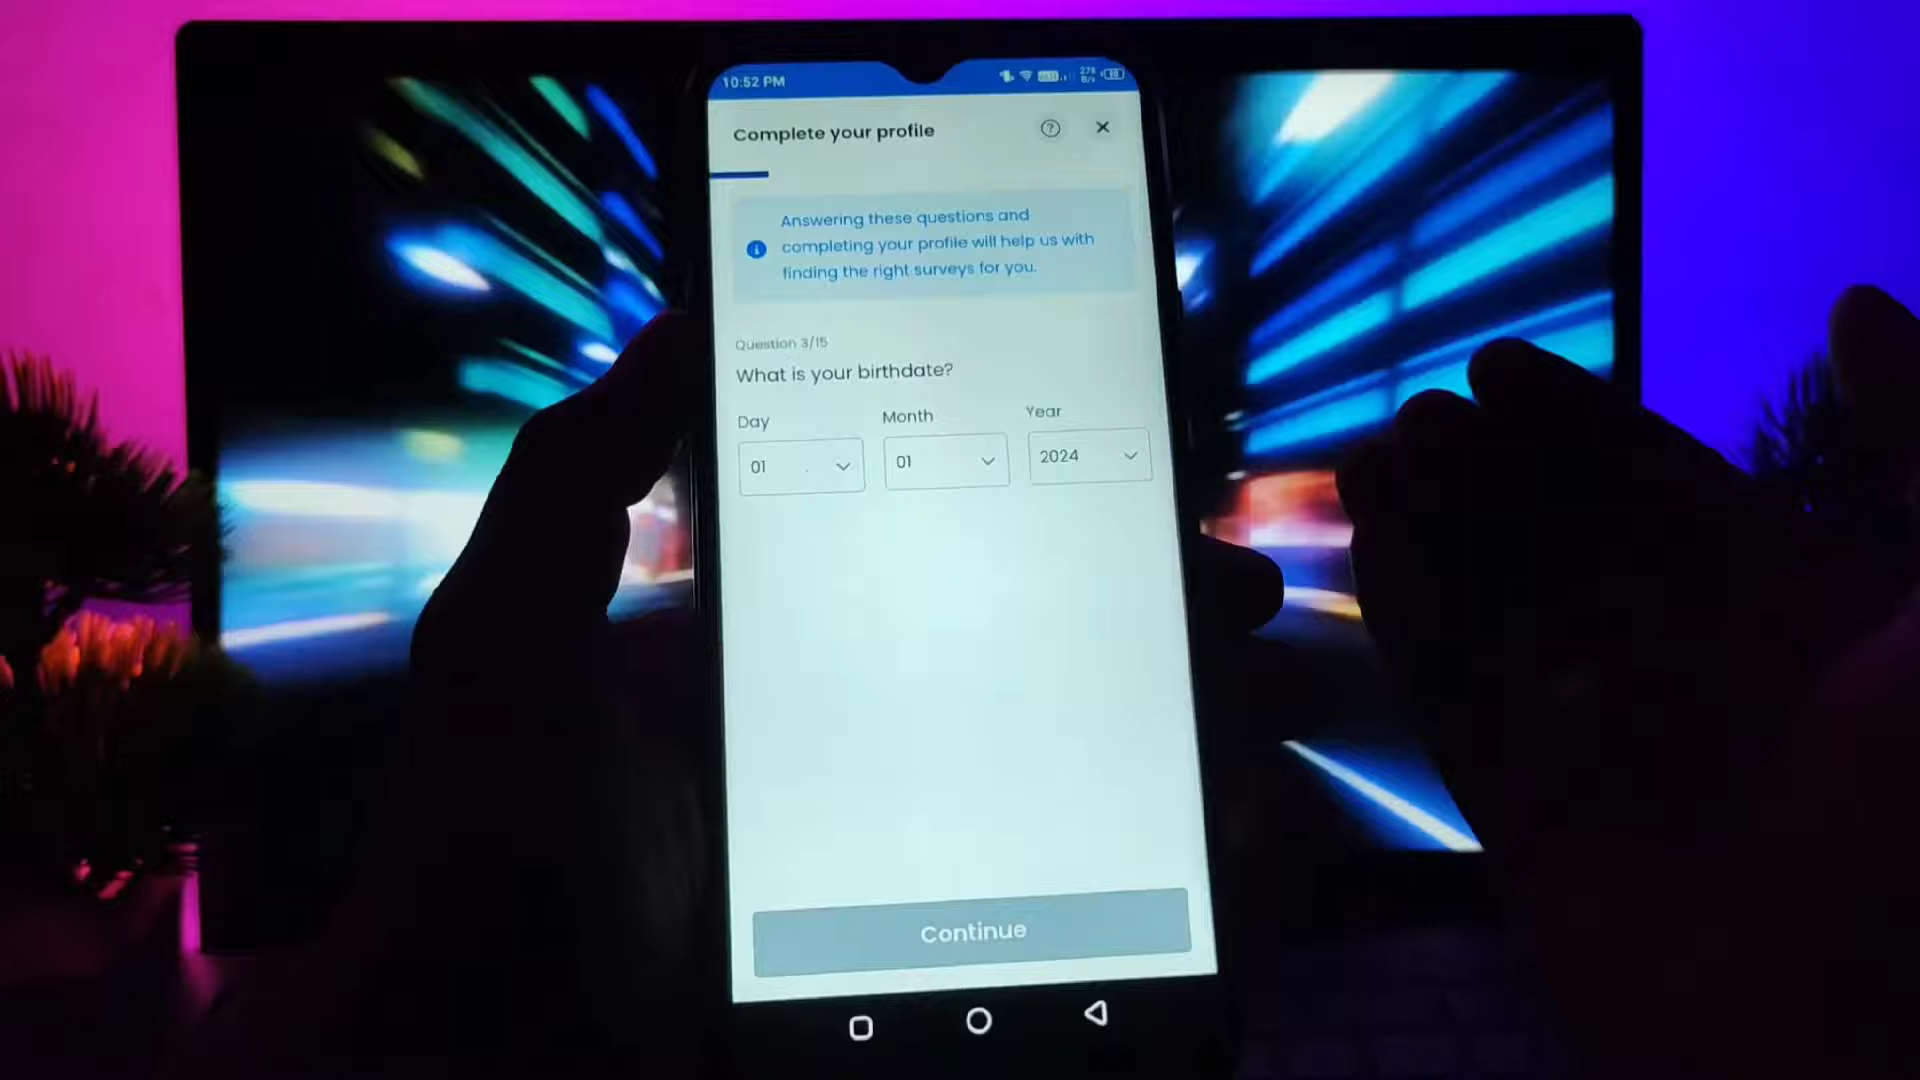 10:52 PM
Complete your profile
Answering these questions and
completing your profile will help us with
finding the right surveys for you.
Question 3/15
What is your birthdate?
Day
Month
Year
01
01
2024
Continue